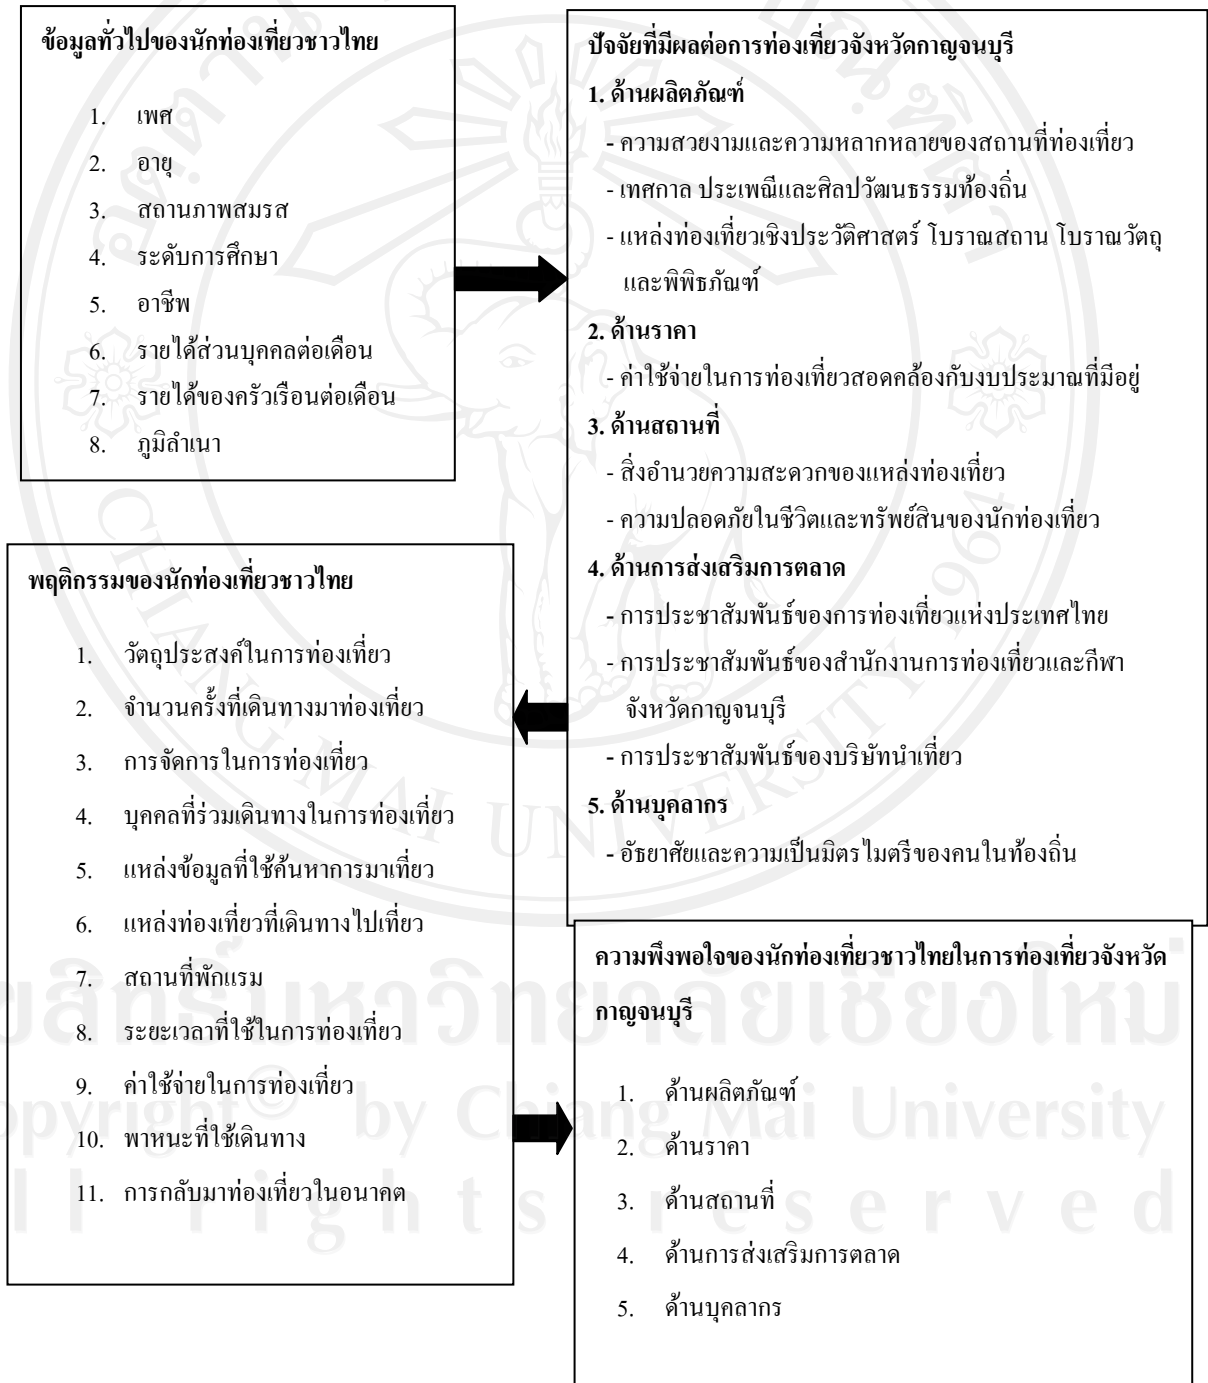 ข้อมูลทั่วไปของนักท่องเที่ยวชาวไทย
1. เพศ
2. อายุ
3. สถานภาพสมรส
4. ระดับการศึกษา
5. อาชีพ
6. รายได้ส่วนบุคคลต่อเดือน
7. รายได้ของครัวเรือนต่อเดือน
8. ภูมิลำเนา
ปัจจัยที่มีผลต่อการท่องเที่ยวจังหวัดกาญจนบุรี
1. ด้านผลิตภัณฑ์
- ความสวยงามและความหลากหลายของสถานที่ท่องเที่ยว
- เทศกาล ประเพณีและศิลปวัฒนธรรมท้องถิ่น
- แหล่งท่องเที่ยวเชิงประวัติศาสตร์ โบราณสถาน โบราณวัตถุ
และพิพิธภัณฑ์
2. ด้านราคา
- ค่าใช้จ่ายในการท่องเที่ยวสอดคล้องกับงบประมาณที่มีอยู่
3. ด้านสถานที่
- สิ่งอำนวยความสะดวกของแหล่งท่องเที่ยว
- ความปลอดภัยในชีวิตและทรัพย์สินของนักท่องเที่ยว
4. ด้านการส่งเสริมการตลาด
- การประชาสัมพันธ์ของการท่องเที่ยวแห่งประเทศไทย
- การประชาสัมพันธ์ของสำนักงานการท่องเที่ยวและกีฬา
จังหวัดกาญจนบุรี
- การประชาสัมพันธ์ของบริษัทนำเที่ยว
5. ด้านบุคลากร
- อัธยาศัยและความเป็นมิตรไมตรีของคนในท้องถิ่น
พฤติกรรมของนักท่องเที่ยวชาวไทย
1. วัตถุประสงค์ในการท่องเที่ยว
2. จำนวนครั้งที่เดินทางมาท่องเที่ยว
3. การจัดการในการท่องเที่ยว
4. บุคคลที่ร่วมเดินทางในการท่องเที่ยว
5. แหล่งข้อมูลที่ใช้ค้นหาการมาเที่ยว
6. แหล่งท่องเที่ยวที่เดินทางไปเที่ยว
7. สถานที่พักแรม
8. ระยะเวลาที่ใช้ในการท่องเที่ยว
9. ค่าใช้จ่ายในการท่องเที่ยว
10. พาหนะที่ใช้เดินทาง
11. การกลับมาท่องเที่ยวในอนาคต
ความพึงพอใจของนักท่องเที่ยวชาวไทยในการท่องเที่ยวจังหวัด
กาญจนบุรี
1. ด้านผลิตภัณฑ์
2. ด้านราคา
3. ด้านสถานที่
4. ด้านการส่งเสริมการตลาด
5. ด้านบุคลากร
CHIANG MAI UNIVERSITY 1964
by Chiang Mai University
rights reserved